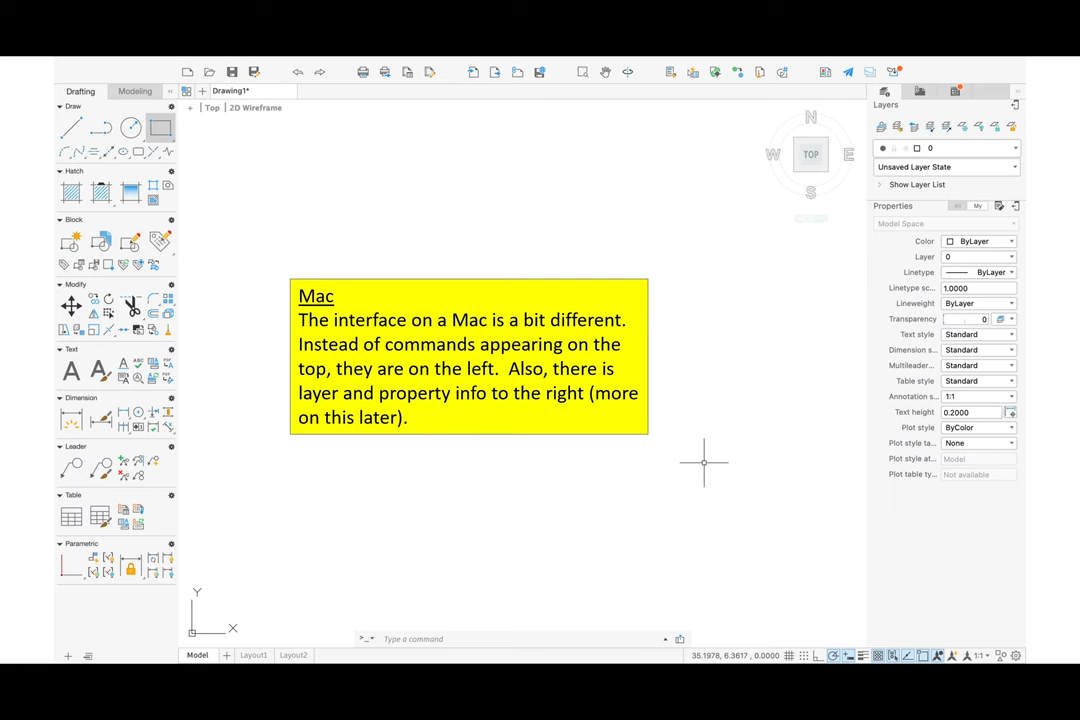 Drawing1*
Drafting
Modeling
Top
2D Wireframe
Draw
Hatch
Block
Modify
Text
Dimension
Leader
Table
Parametric
N
W
TOP
E
S
Mac
The interface on a Mac is a bit different.
Instead of commands appearing on the
top, they are on the left.  Also, there is
layer and property info to the right (more
on this later).
Y
X
>_
Type a command
Model
Layout1
Layout2
35.1978, 6.3617, 0.0000
1:1
Layers
0
Unsaved Layer State
Show Layer List
Properties
All
My
Model Space
Color ByLayer
Layer 0
Linetype ByLayer
Linetype sc... 1.0000
Lineweight ByLayer
Transparency 0
Text style Standard
Dimension s... Standard
Multileader... Standard
Table style Standard
Annotation s... 1:1
Text height 0.2000
Plot style ByColor
Plot style ta... None
Plot style at... Model
Plot table ty... Not available